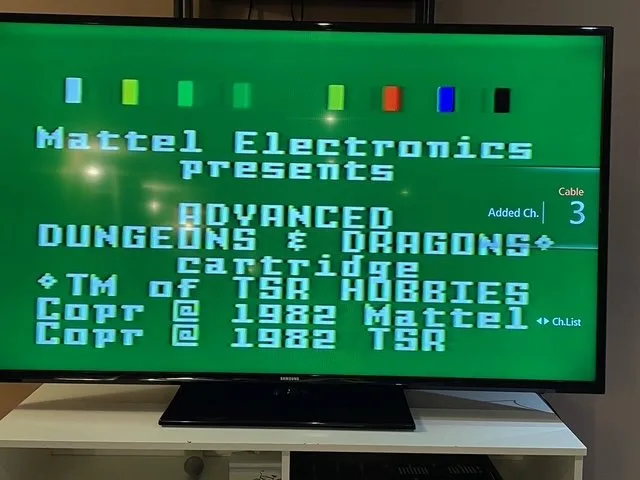 Mattel Electronics
presents
ADVANCED
DUNGEONS & DRAGONS*
cartridge
*TM of TSR HOBBIES
Copr @ 1982 Mattel
Copr @ 1982 TSR
Cable
Added Ch. 3
◄► Ch.List
SAMSUNG